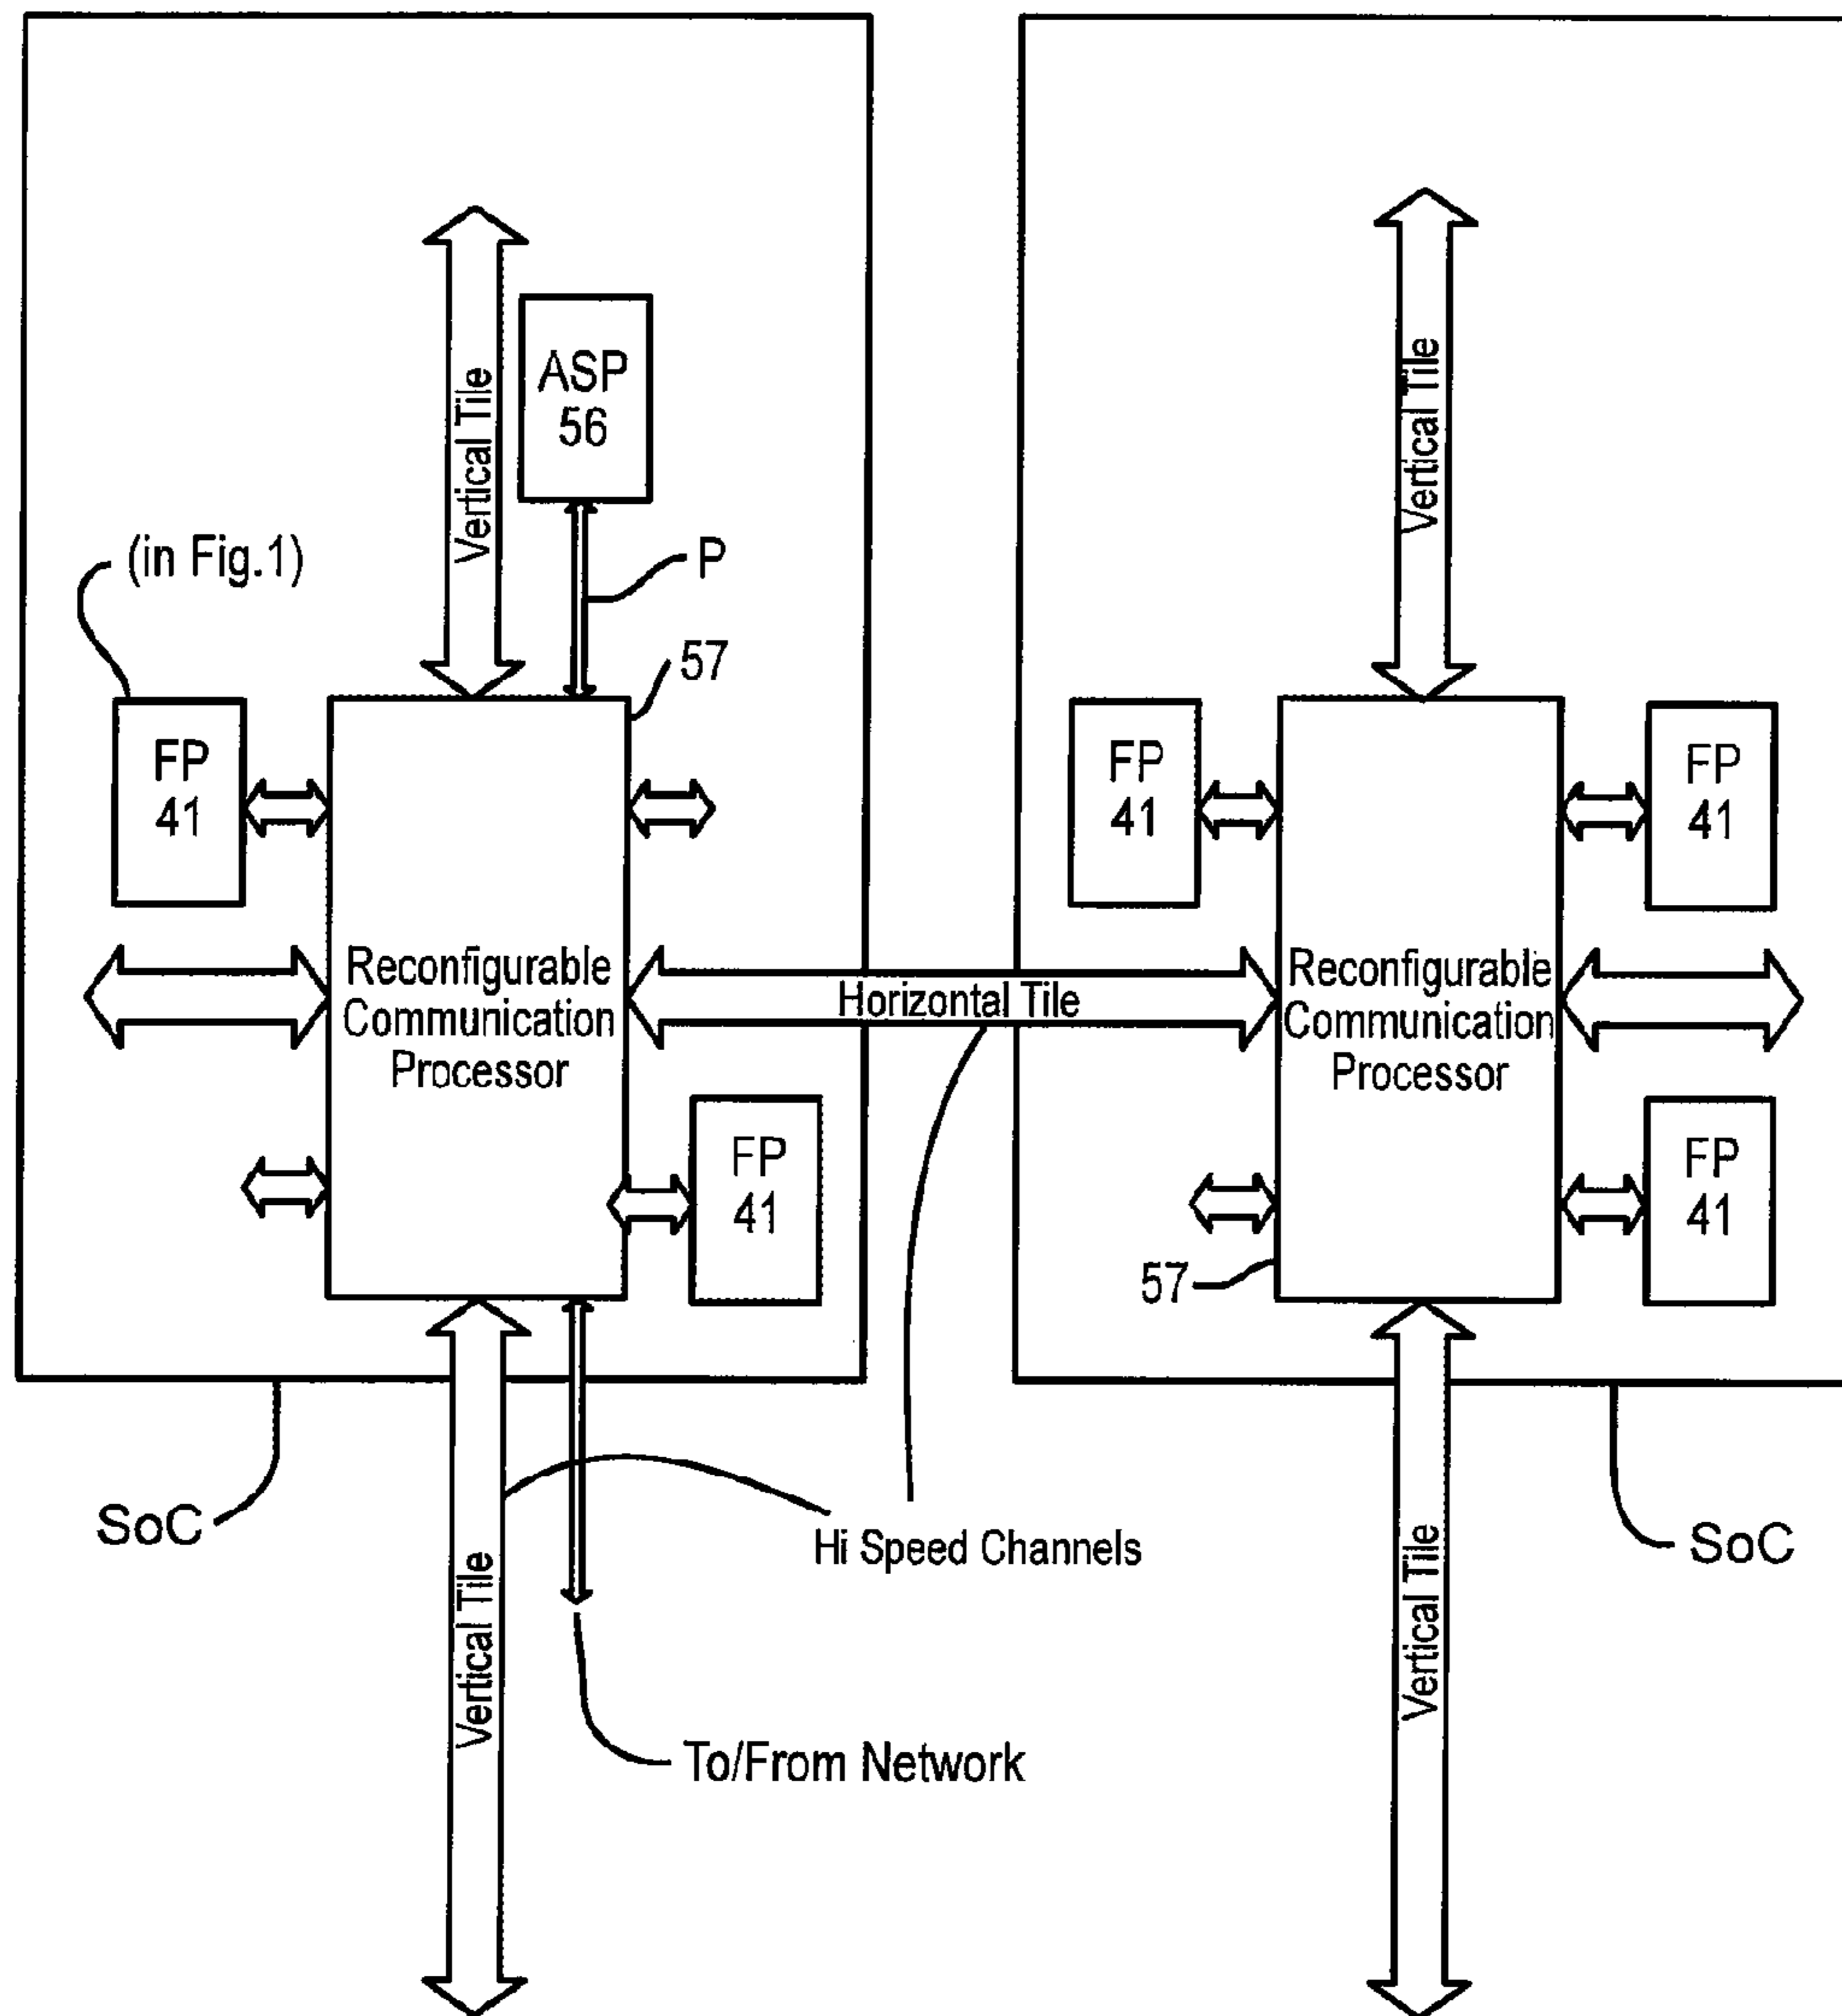 Vertical Tile
ASP
56
Vertical Tile
(in Fig.1)
P
57
FP
41
FP
41
FP
41
Reconfigurable
Communication
Processor
Horizontal Tile
Reconfigurable
Communication
Processor
FP
41
FP
41
57
SoC
Hi Speed Channels
SoC
Vertical Tile
Vertical Tile
To/From Network